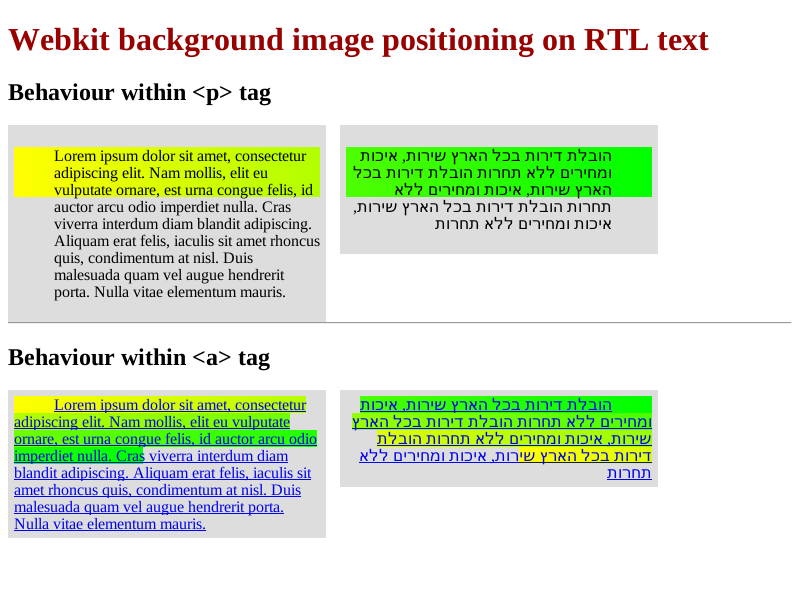 Webkit background image positioning on RTL text
Behaviour within <p> tag
Lorem ipsum dolor sit amet, consectetur
adipiscing elit. Nam mollis, elit eu
vulputate ornare, est urna congue felis, id
auctor arcu odio imperdiet nulla. Cras
viverra interdum diam blandit adipiscing.
Aliquam erat felis, iaculis sit amet rhoncus
quis, condimentum at nisl. Duis
malesuada quam vel augue hendrerit
porta. Nulla vitae elementum mauris.
הובלת דירות בכל הארץ שירות, איכות
ומחירים ללא תחרות הובלת דירות בכל
הארץ שירות, איכות ומחירים ללא
תחרות הובלת דירות בכל הארץ שירות,
איכות ומחירים ללא תחרות
Behaviour within <a> tag
Lorem ipsum dolor sit amet, consectetur
adipiscing elit. Nam mollis, elit eu vulputate
ornare, est urna congue felis, id auctor arcu odio
imperdiet nulla. Cras viverra interdum diam
blandit adipiscing. Aliquam erat felis, iaculis sit
amet rhoncus quis, condimentum at nisl. Duis
malesuada quam vel augue hendrerit porta.
Nulla vitae elementum mauris.
הובלת דירות בכל הארץ שירות, איכות
ומחירים ללא תחרות הובלת דירות בכל הארץ
שירות, איכות ומחירים ללא תחרות הובלת
דירות בכל הארץ שירות, איכות ומחירים ללא
תחרות